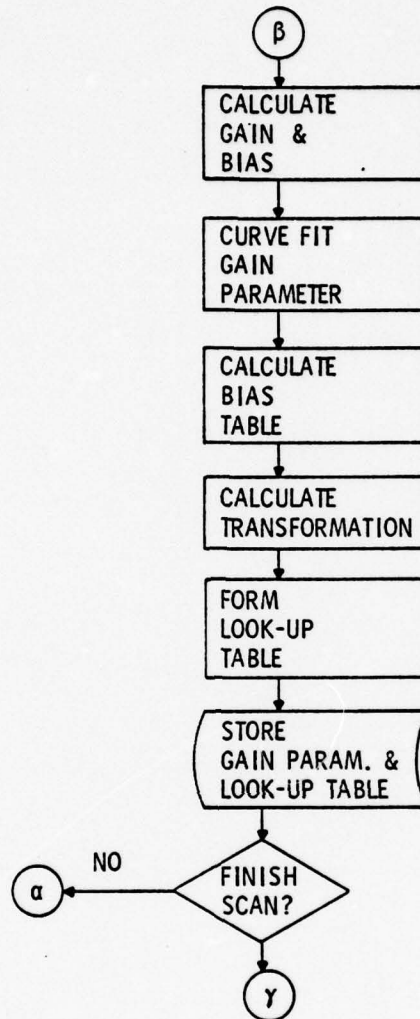 β
CALCULATE
GAIN &
BIAS
CURVE FIT
GAIN
PARAMETER
CALCULATE
BIAS
TABLE
CALCULATE
TRANSFORMATION
FORM
LOOK-UP
TABLE
STORE
GAIN PARAM. &
LOOK-UP TABLE
NO
FINISH
SCAN?
α
γ